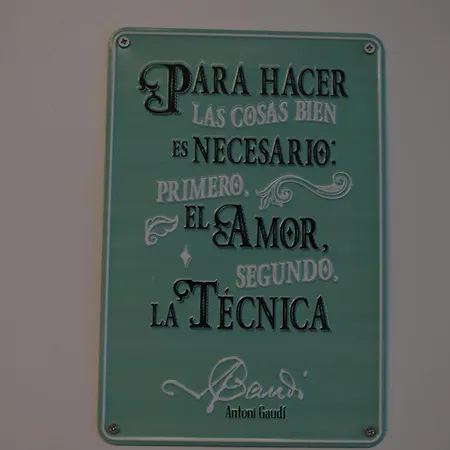 PARA HACER
LAS COSAS BIEN
ES NECESARIO:
PRIMERO,
EL AMOR,
SEGUNDO,
LA TÉCNICA
Gaudí
Antoni Gaudí